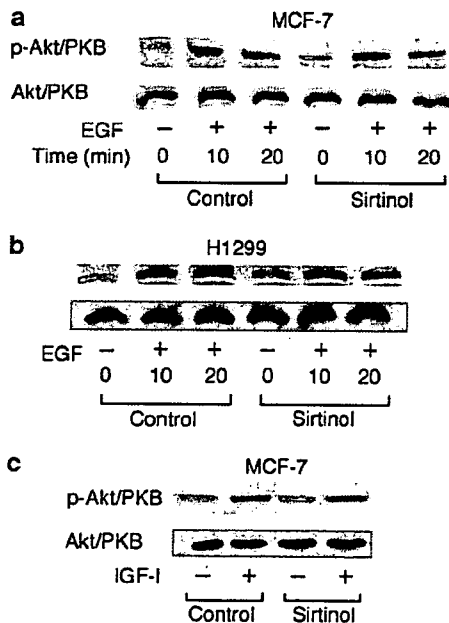 a
MCF-7
p-Akt/PKB
Akt/PKB
EGF – + + – + +
Time (min) 0 10 20 0 10 20
Control Sirtinol
b
H1299
EGF – + + – + +
0 10 20 0 10 20
Control Sirtinol
c
MCF-7
p-Akt/PKB
Akt/PKB
IGF-I – + – +
Control Sirtinol